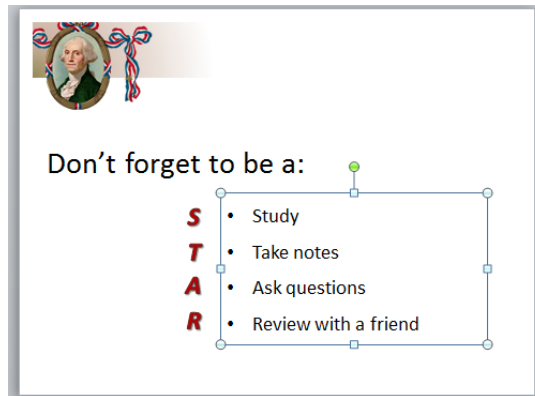 Don't forget to be a:
S • Study
T • Take notes
A • Ask questions
R • Review with a friend